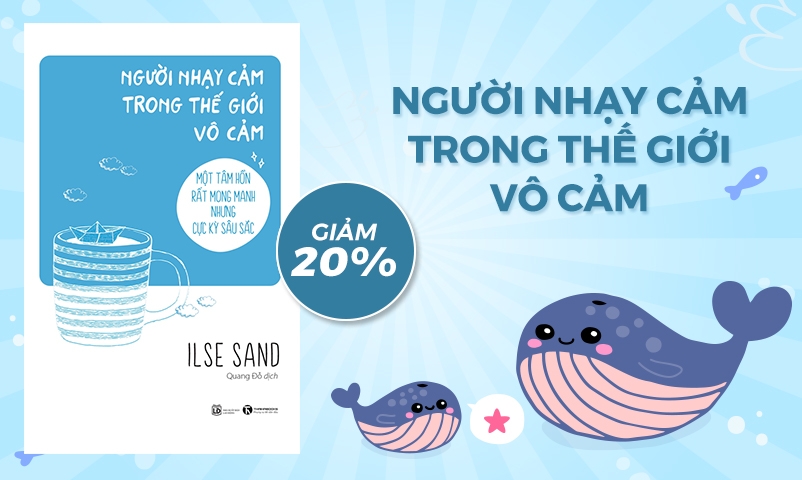 NGƯỜI NHẠY CẢM
TRONG THẾ GIỚI
VÔ CẢM
MỘT TÂM HỒN
RẤT MONG MANH
NHƯNG
CỰC KỲ SÂU SẮC
ILSE SAND
Quang Đỗ dịch
GIẢM
20%
NGƯỜI NHẠY CẢM
TRONG THẾ GIỚI
VÔ CẢM